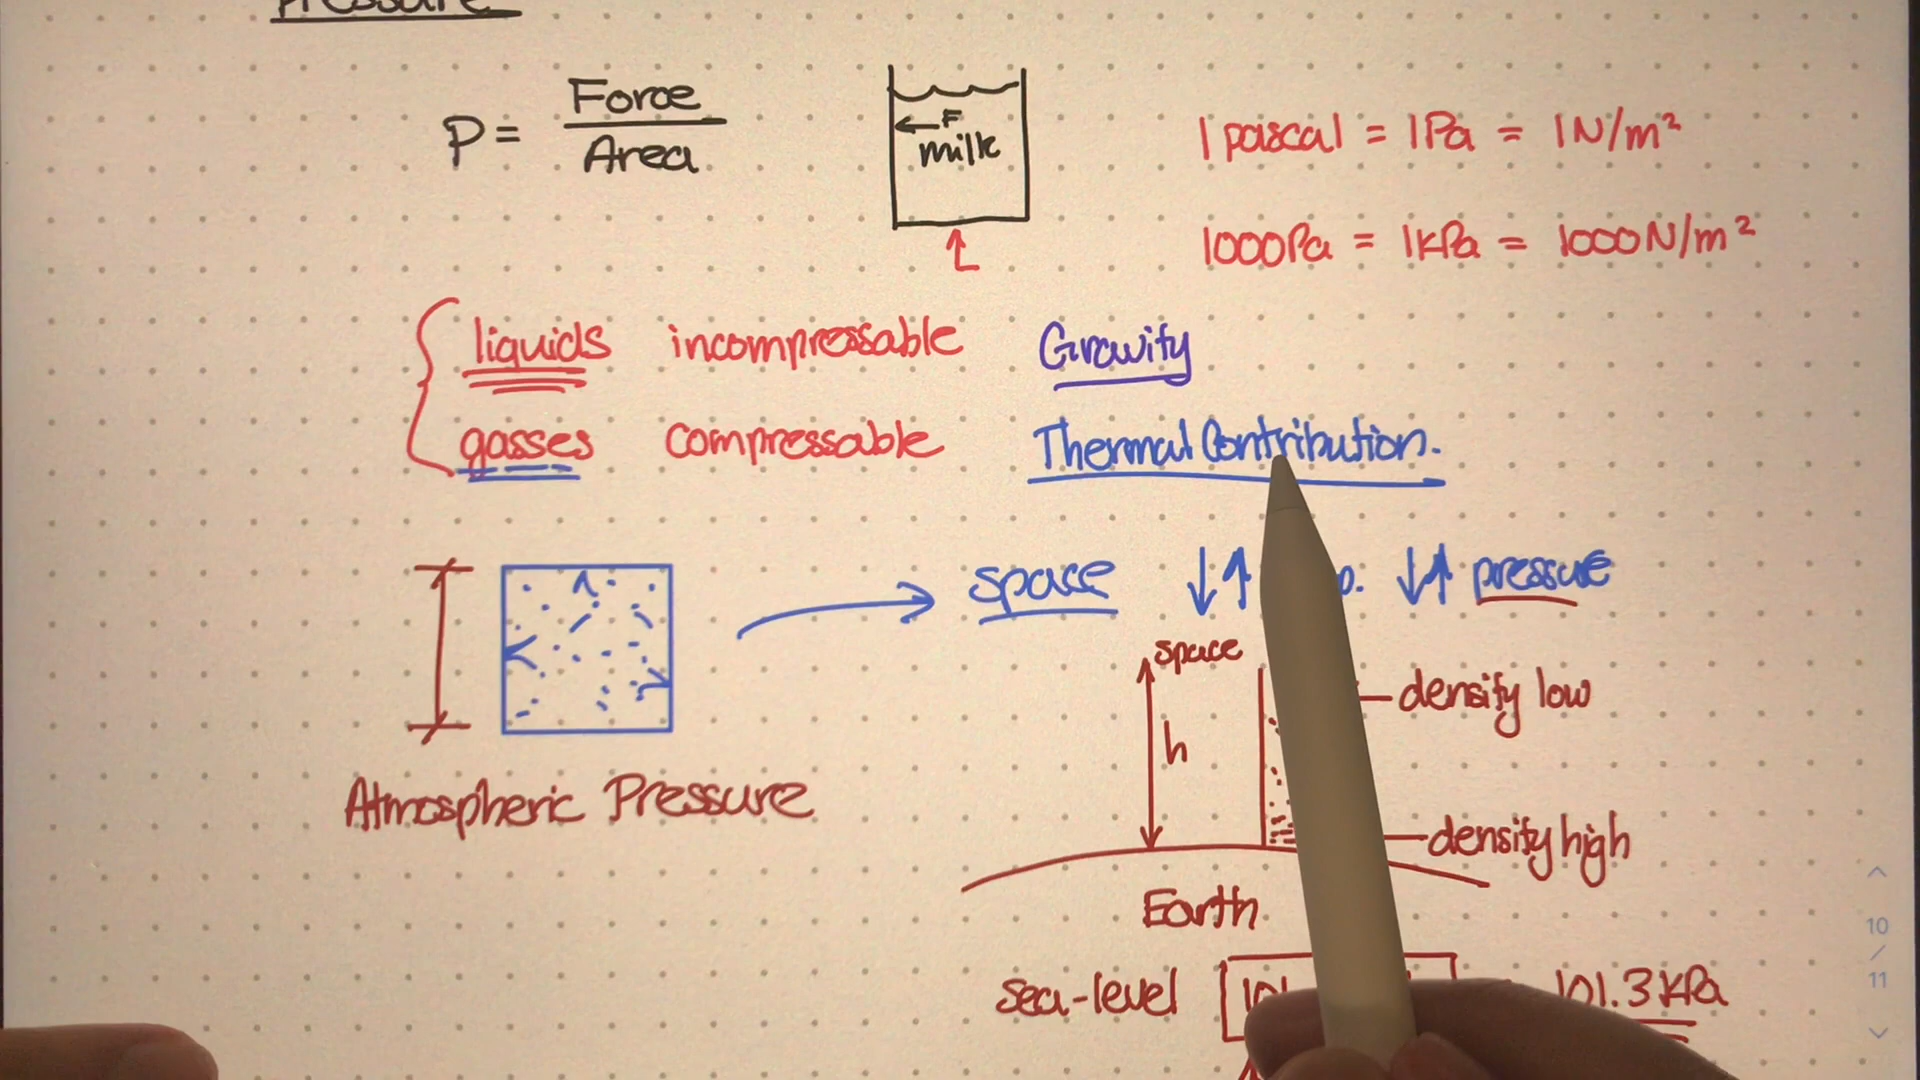 Pressure
P = Force / Area
F
milk
1 pascal = 1Pa = 1N/m²
1000Pa = 1kPa = 1000N/m²
liquids incompressable Gravity
gasses compressable Thermal Contribution.
space ↓↑ ↓↑ pressure
space
h
density low
density high
Atmospheric Pressure
Earth
sea-level 101.3kPa
10
/
11